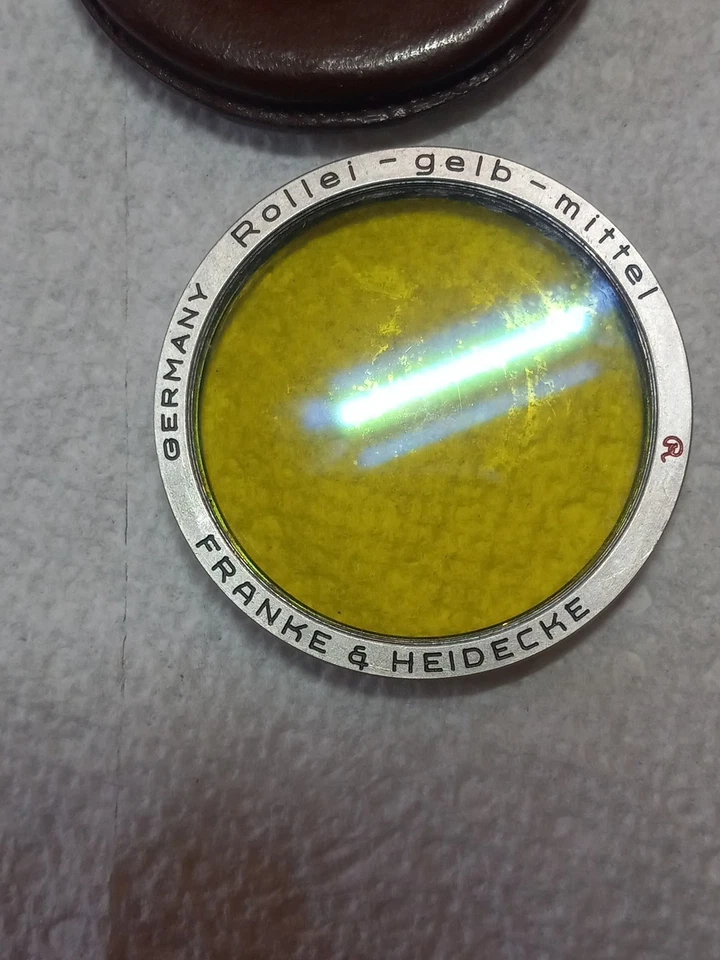 Rollei - gelb - mittel
R
FRANKE & HEIDECKE
GERMANY